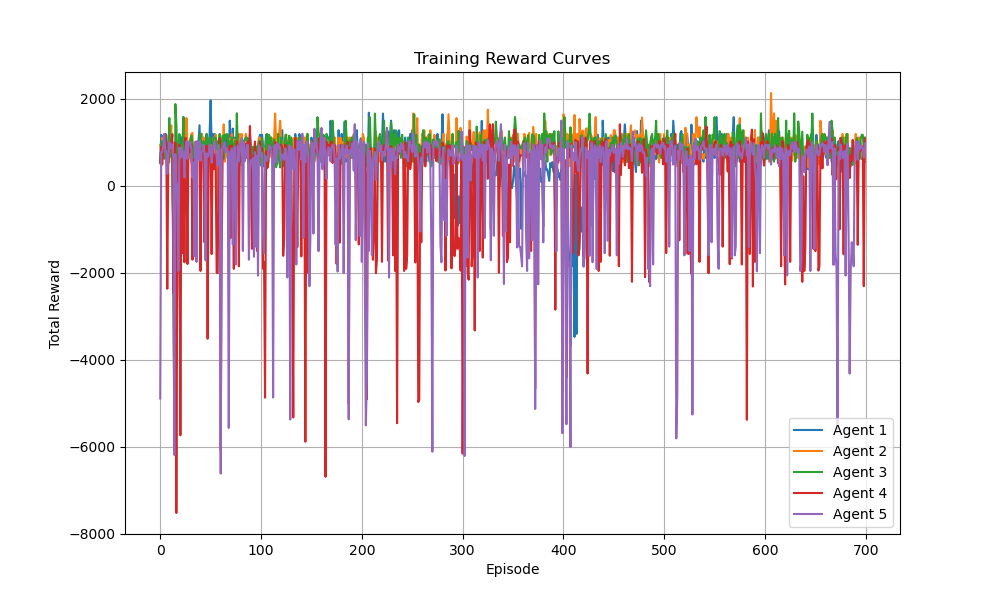 Training Reward Curves
Total Reward
2000
0
−2000
−4000
−6000
−8000
0 100 200 300 400 500 600 700
Episode
Agent 1
Agent 2
Agent 3
Agent 4
Agent 5